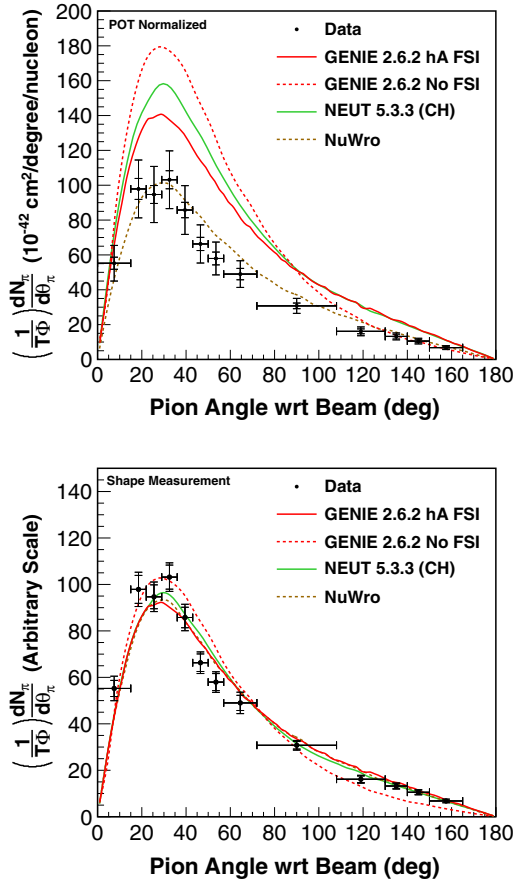 POT Normalized
Data
GENIE 2.6.2 hA FSI
GENIE 2.6.2 No FSI
NEUT 5.3.3 (CH)
NuWro
200
180
160
140
120
100
80
60
40
20
0
0 20 40 60 80 100 120 140 160 180
Pion Angle wrt Beam (deg)
(1/TΦ) dNπ/dθπ (10⁻⁴² cm²/degree/nucleon)
Shape Measurement
Data
GENIE 2.6.2 hA FSI
GENIE 2.6.2 No FSI
NEUT 5.3.3 (CH)
NuWro
140
120
100
80
60
40
20
0
0 20 40 60 80 100 120 140 160 180
Pion Angle wrt Beam (deg)
(1/TΦ) dNπ/dθπ (Arbitrary Scale)